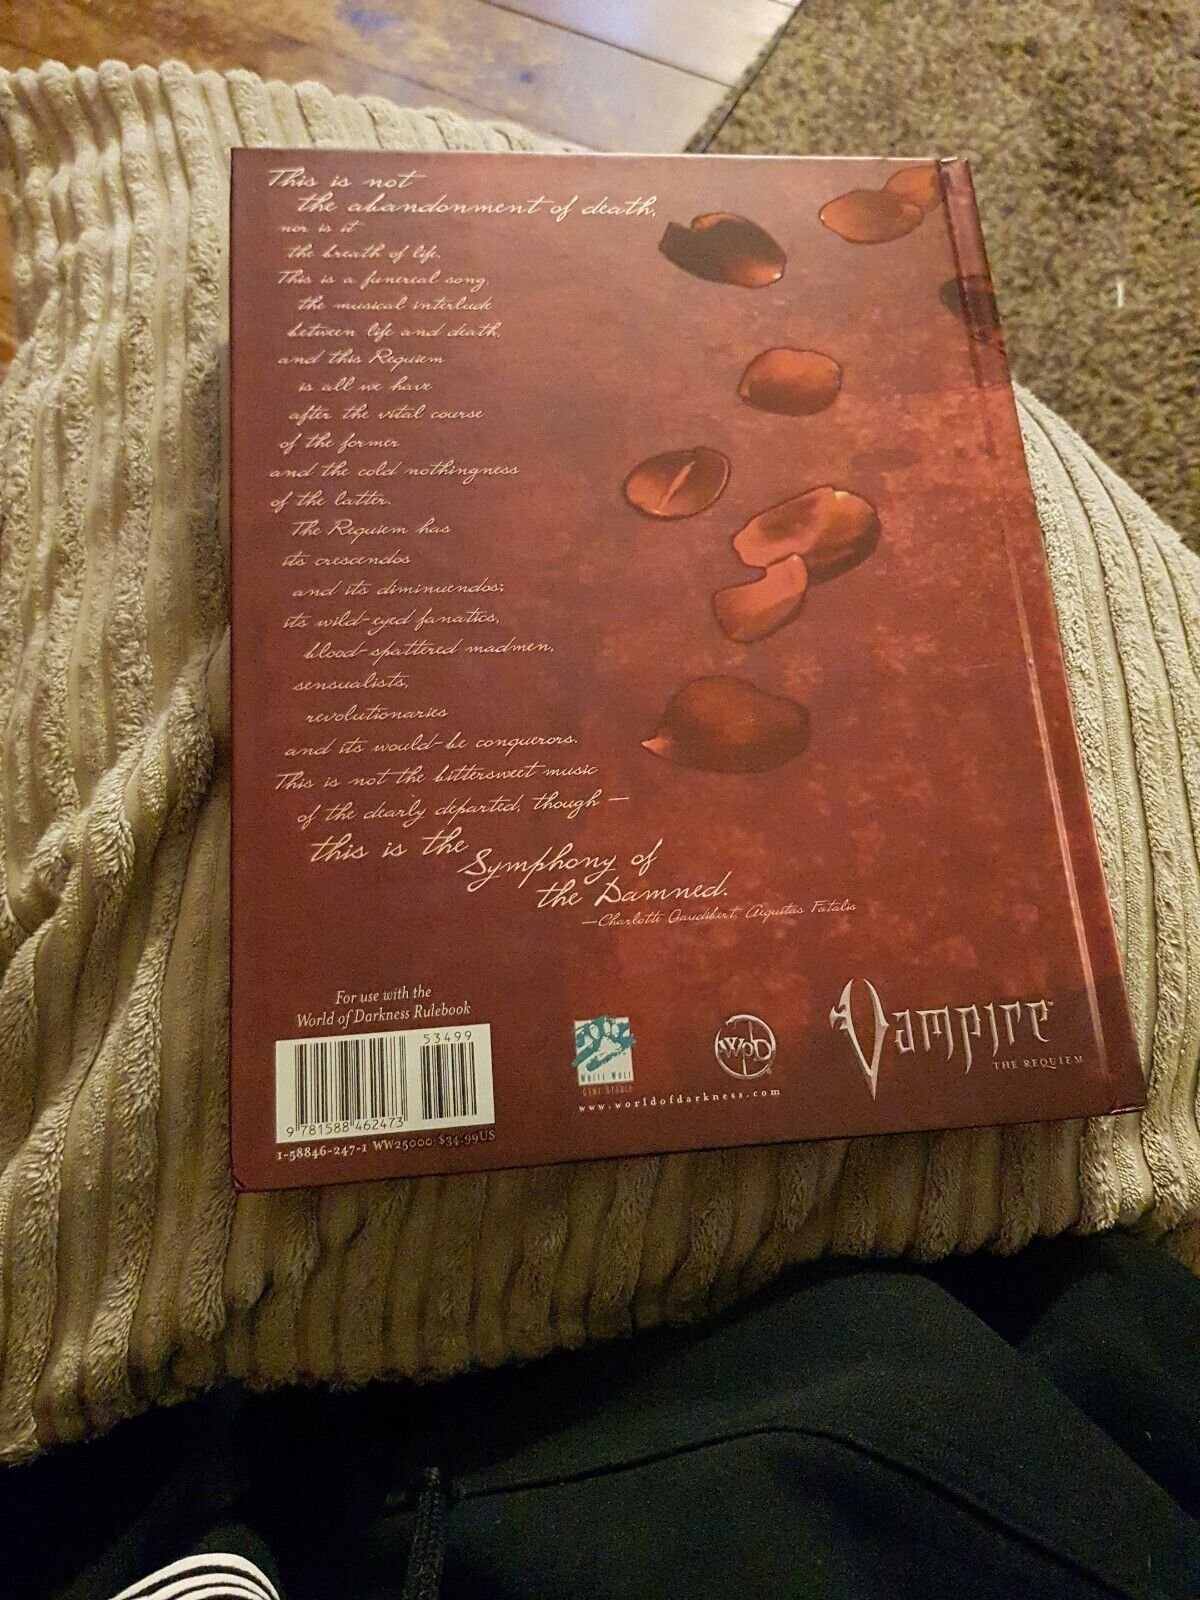 This is not
the abandonment of death,
nor is it
the breath of life.
This is a funereal song,
the musical interlude
between life and death,
and this Requiem
is all we have
after the vital course
of the former
and the cold nothingness
of the latter.
The Requiem has
its crescendos
and its diminuendos;
its wild-eyed fanatics,
blood-spattered madmen,
sensualists,
revolutionaries
and its would-be conquerors.
This is not the bittersweet music
of the dearly departed, though —
this is the
Symphony of
the Damned.
—Charlotte Gaudibert, Aequitas Fatalis
For use with the
World of Darkness Rulebook
53499
9 781588 462473
1-58846-247-1 WW25000 $34.99US
WHITE WOLF
GAME STUDIO
WoD
www.worldofdarkness.com
Vampire™
THE REQUIEM